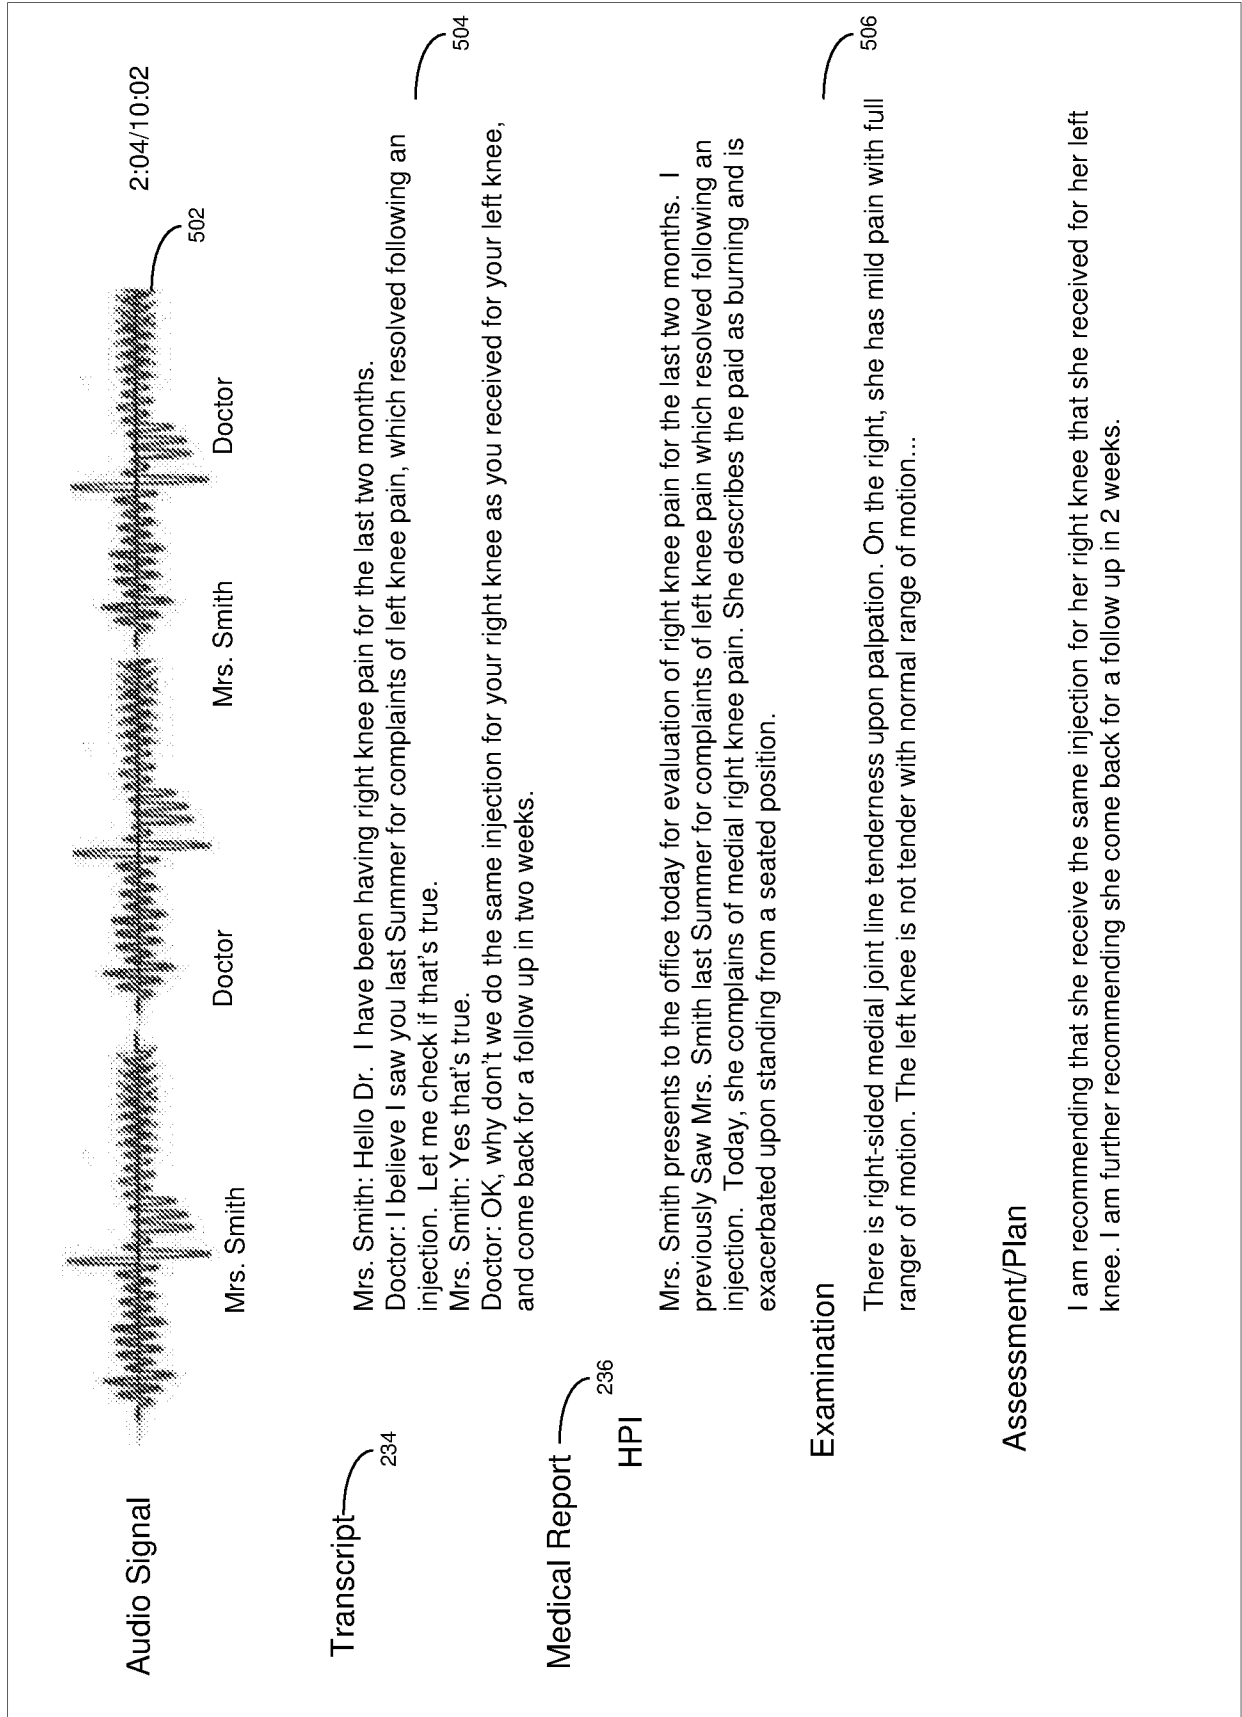 Audio Signal
2:04/10:02
502
Mrs. Smith
Doctor
Mrs. Smith
Doctor
Transcript
234
504
Mrs. Smith: Hello Dr.  I have been having right knee pain for the last two months.
Doctor: I believe I saw you last Summer for complaints of left knee pain, which resolved following an
injection.  Let me check if that's true.
Mrs. Smith: Yes that's true.
Doctor: OK, why don't we do the same injection for your right knee as you received for your left knee,
and come back for a follow up in two weeks.
Medical Report
236
HPI
Mrs. Smith presents to the office today for evaluation of right knee pain for the last two months.  I
previously Saw Mrs. Smith last Summer for complaints of left knee pain which resolved following an
injection.  Today, she complains of medial right knee pain. She describes the paid as burning and is
exacerbated upon standing from a seated position.
506
Examination
There is right-sided medial joint line tenderness upon palpation. On the right, she has mild pain with full
ranger of motion. The left knee is not tender with normal range of motion...
Assessment/Plan
I am recommending that she receive the same injection for her right knee that she received for her left
knee. I am further recommending she come back for a follow up in 2 weeks.